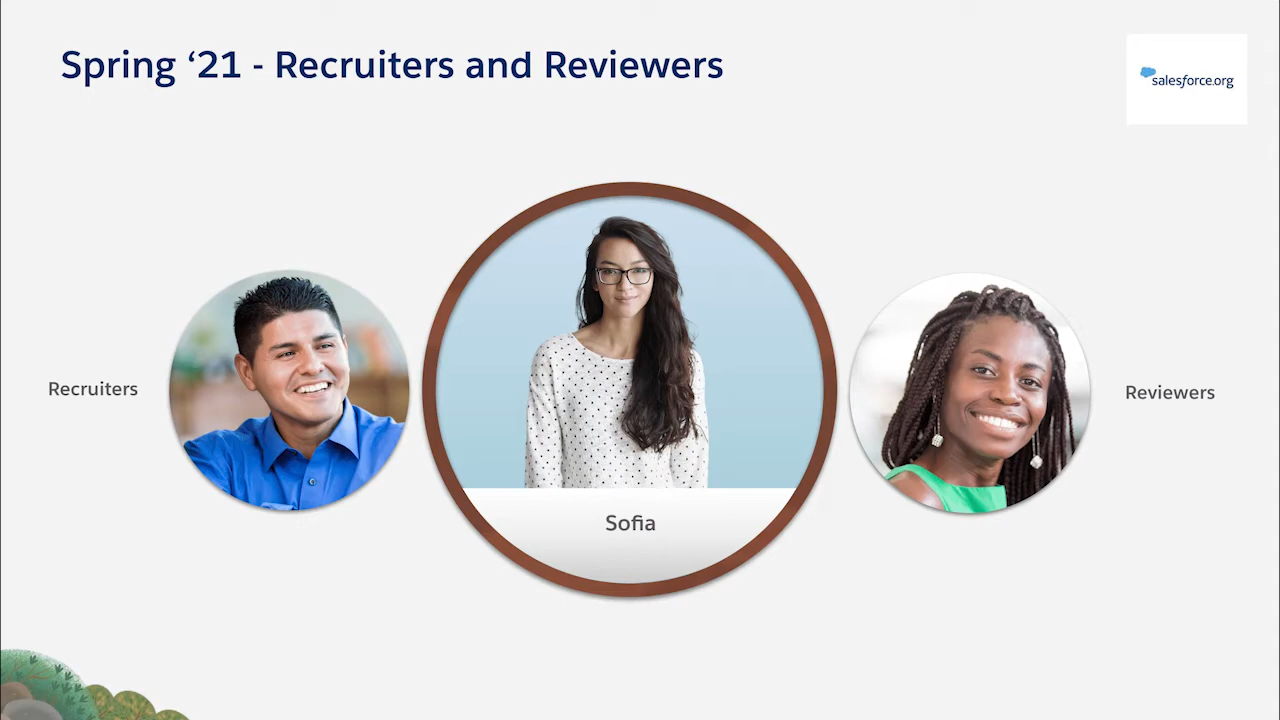 Spring ‘21 - Recruiters and Reviewers
salesforce.org
Recruiters
Reviewers
Sofia